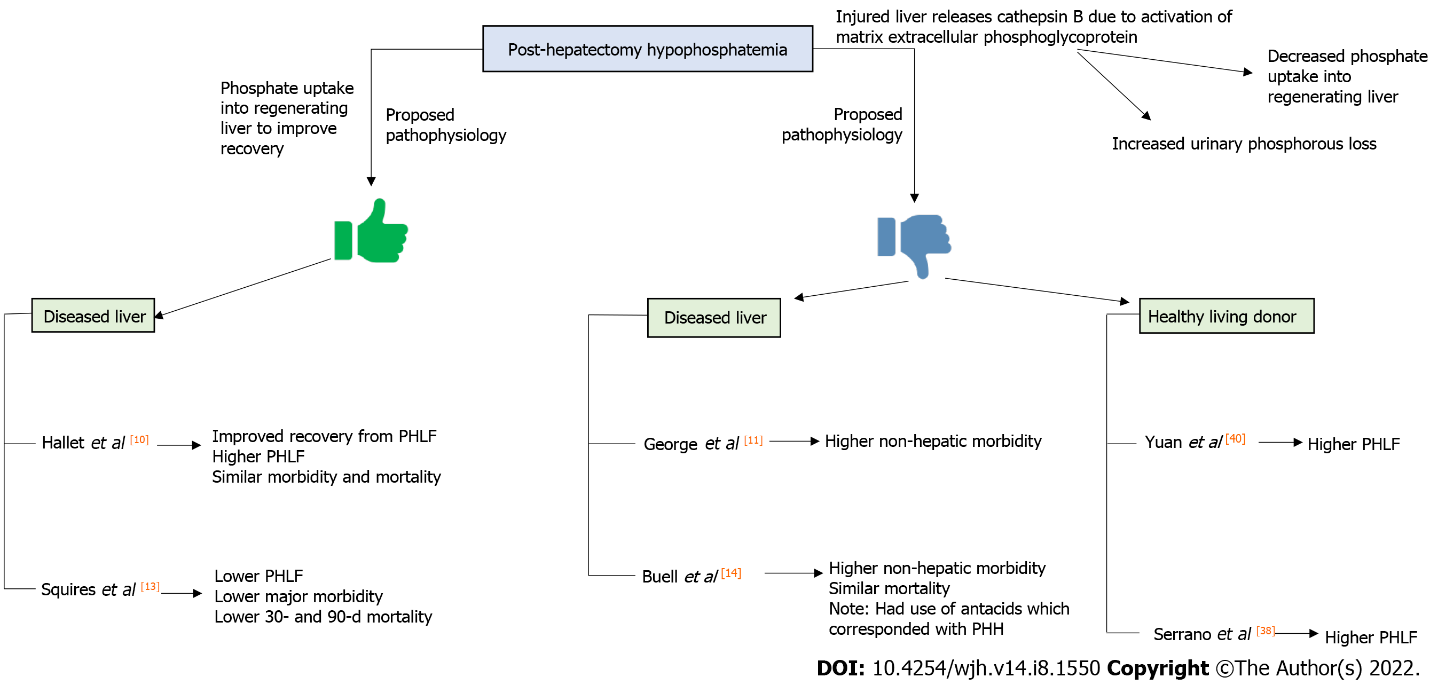 Post-hepatectomy hypophosphatemia
Injured liver releases cathepsin B due to activation of
matrix extracellular phosphoglycoprotein
Decreased phosphate
uptake into
regenerating liver
Increased urinary phosphorous loss
Phosphate uptake
into regenerating
liver to improve
recovery
Proposed
pathophysiology
Proposed
pathophysiology
Diseased liver
Hallet et al [10]
Improved recovery from PHLF
Higher PHLF
Similar morbidity and mortality
Squires et al [13]
Lower PHLF
Lower major morbidity
Lower 30- and 90-d mortality
Diseased liver
George et al [11]
Higher non-hepatic morbidity
Buell et al [14]
Higher non-hepatic morbidity
Similar mortality
Note: Had use of antacids which
corresponded with PHH
Healthy living donor
Yuan et al [40]
Higher PHLF
Serrano et al [38]
Higher PHLF
DOI: 10.4254/wjh.v14.i8.1550 Copyright ©The Author(s) 2022.